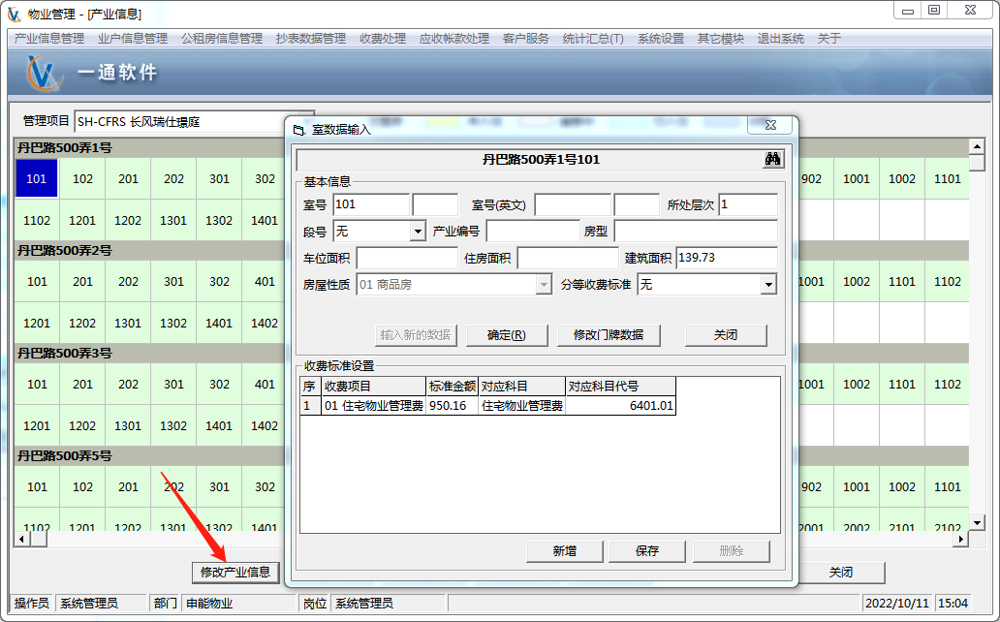 物业管理 - [产业信息]
产业信息管理 业户信息管理 公租房信息管理 抄表数据管理 收费处理 应收帐款处理 客户服务 统计汇总(T) 系统设置 其它模块 退出系统 关于
一通软件
管理项目 SH-CFRS 长风瑞仕璟庭
丹巴路500弄1号
101 102 201 202 301 302
902 1001 1002 1101
1102 1201 1202 1301 1302 1401
丹巴路500弄2号
101 201 202 301 302 401
1001 1002 1101 1102
1201 1202 1301 1302 1401 1402
丹巴路500弄3号
101 201 202 301 302 401
1001 1002 1101 1102
1201 1202 1301 1302 1401 1402
丹巴路500弄5号
101 102 201 202 301 302
902 1001 1002 1101
1102 1201 1202 1301 1302 1401
2001 2002 2101 2102
修改产业信息
关闭
室数据输入
丹巴路500弄1号101
基本信息
室号 101 室号(英文) 所处层次 1
段号 无 产业编号 房型
车位面积 住房面积 建筑面积 139.73
房屋性质 01 商品房 分等收费标准 无
输入新的数据 确定(R) 修改门牌数据 关闭
收费标准设置
序 收费项目 标准金额 对应科目 对应科目代号
1 01 住宅物业管理费 950.16 住宅物业管理费 6401.01
新增 保存 删除
操作员 系统管理员 部门 申能物业 岗位 系统管理员 2022/10/11 15:04